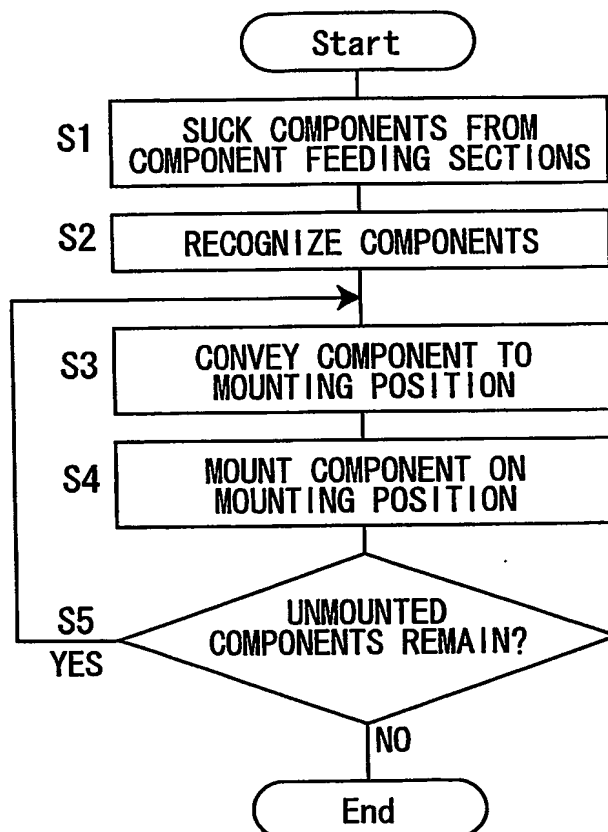 Start
S1
SUCK COMPONENTS FROM
COMPONENT FEEDING SECTIONS
S2
RECOGNIZE COMPONENTS
S3
CONVEY COMPONENT TO
MOUNTING POSITION
S4
MOUNT COMPONENT ON
MOUNTING POSITION
S5
UNMOUNTED
COMPONENTS REMAIN?
YES
NO
End